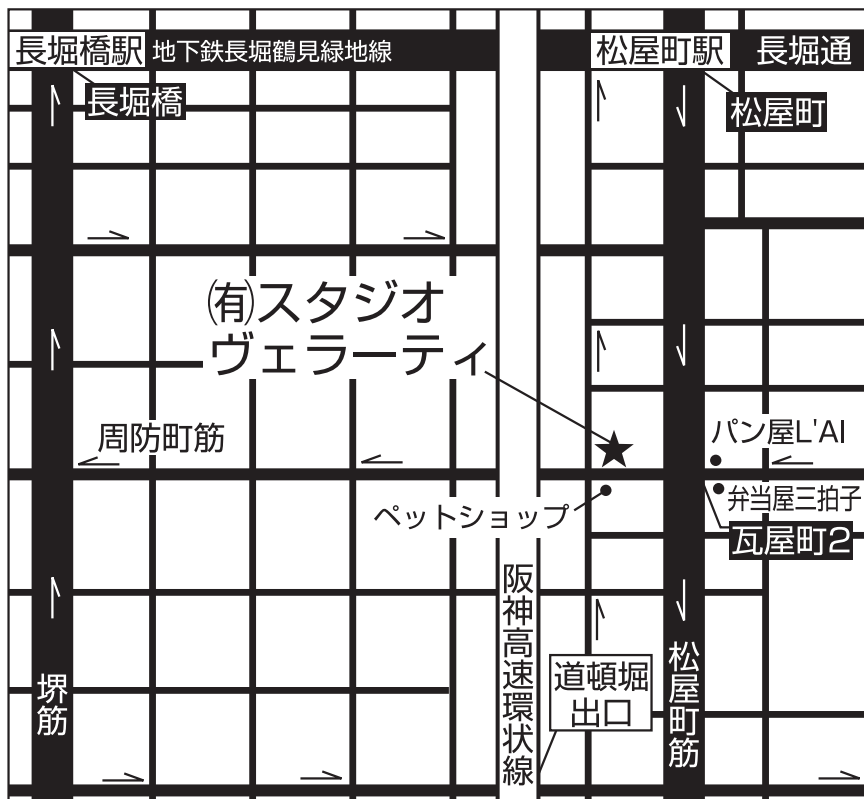 長堀橋駅
地下鉄長堀鶴見緑地線
松屋町駅
長堀通
長堀橋
松屋町
㈲スタジオ
ヴェラーティ
周防町筋
パン屋L'AI
ペットショップ
弁当屋三拍子
瓦屋町2
阪神高速環状線
道頓堀
出口
松屋町筋
堺筋